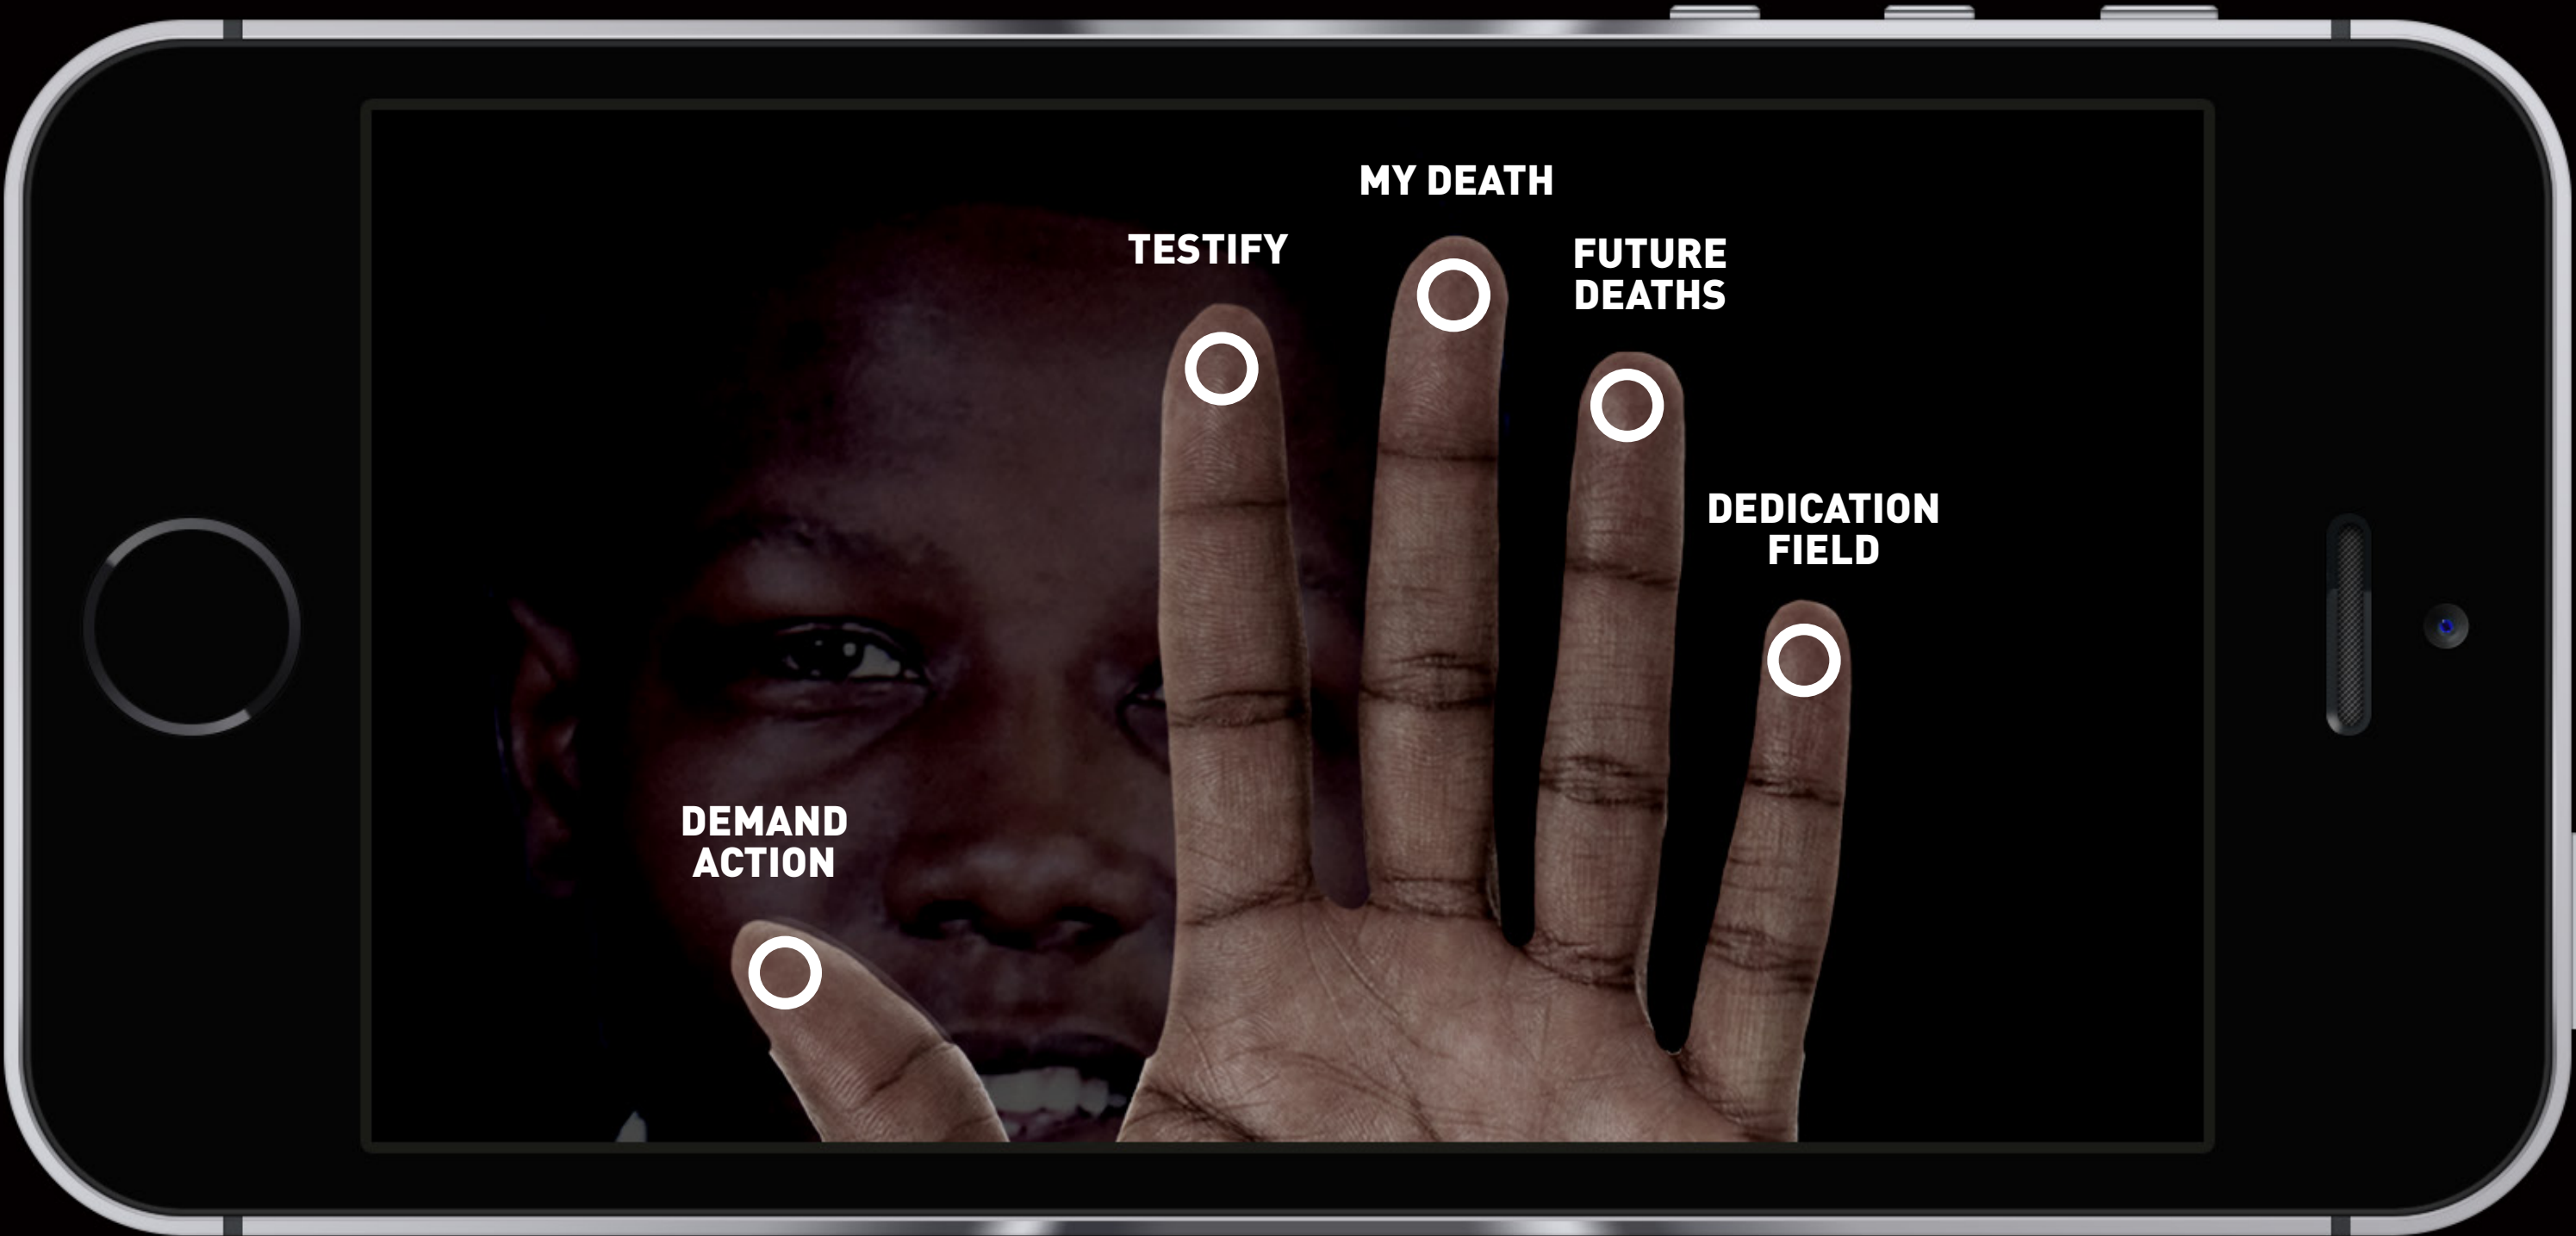 MY DEATH
TESTIFY
FUTURE
DEATHS
DEDICATION
FIELD
DEMAND
ACTION